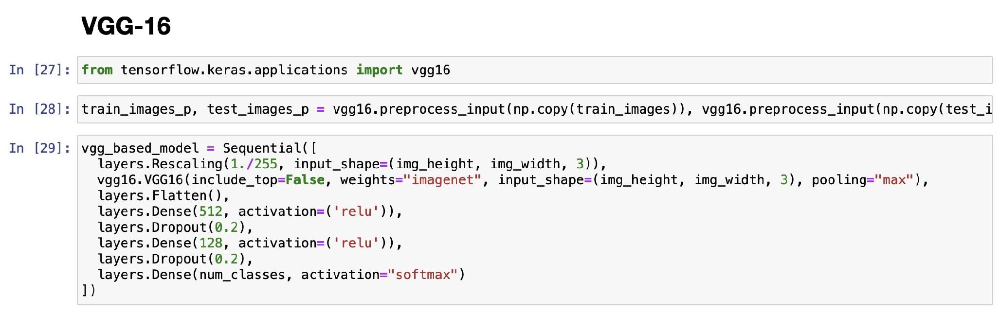 VGG-16
In [27]: from tensorflow.keras.applications import vgg16
In [28]: train_images_p, test_images_p = vgg16.preprocess_input(np.copy(train_images)), vgg16.preprocess_input(np.copy(test_i
In [29]: vgg_based_model = Sequential([
  layers.Rescaling(1./255, input_shape=(img_height, img_width, 3)),
  vgg16.VGG16(include_top=False, weights="imagenet", input_shape=(img_height, img_width, 3), pooling="max"),
  layers.Flatten(),
  layers.Dense(512, activation=('relu')),
  layers.Dropout(0.2),
  layers.Dense(128, activation=('relu')),
  layers.Dropout(0.2),
  layers.Dense(num_classes, activation="softmax")
])